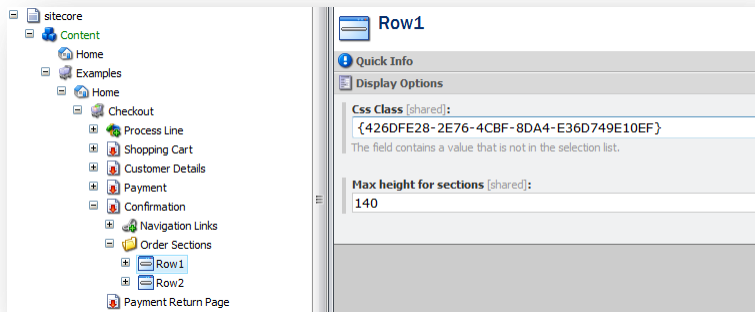 sitecore
Content
Home
Examples
Home
Checkout
Process Line
Shopping Cart
Customer Details
Payment
Confirmation
Navigation Links
Order Sections
Row1
Row2
Payment Return Page
Row1
Quick Info
Display Options
Css Class [shared]:
{426DFE28-2E76-4CBF-8DA4-E36D749E10EF}
The field contains a value that is not in the selection list.
Max height for sections [shared]:
140